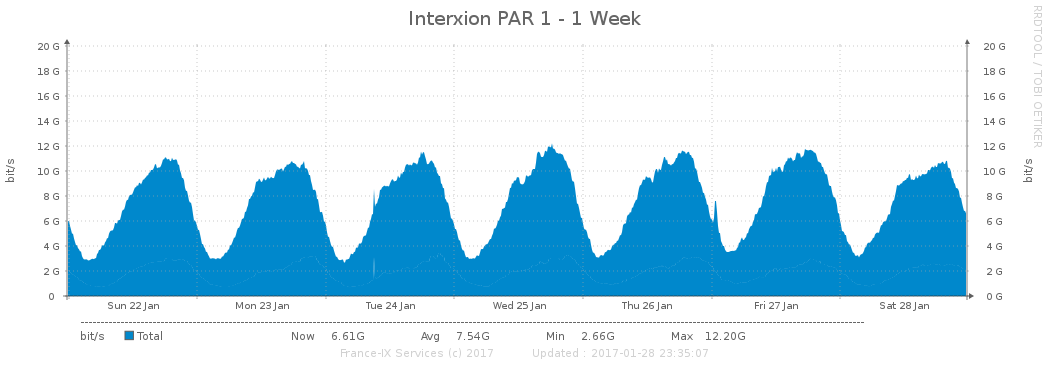 Interxion PAR 1 - 1 Week
RRDTOOL / TOBI OETIKER
bit/s
20 G
18 G
16 G
14 G
12 G
10 G
8 G
6 G
4 G
2 G
0
20 G
18 G
16 G
14 G
12 G
10 G
8 G
6 G
4 G
2 G
0 G
bit/s
Sun 22 Jan Mon 23 Jan Tue 24 Jan Wed 25 Jan Thu 26 Jan Fri 27 Jan Sat 28 Jan
bit/s Total Now 6.61G Avg 7.54G Min 2.66G Max 12.20G
France-IX Services (c) 2017 Updated : 2017-01-28 23:35:07